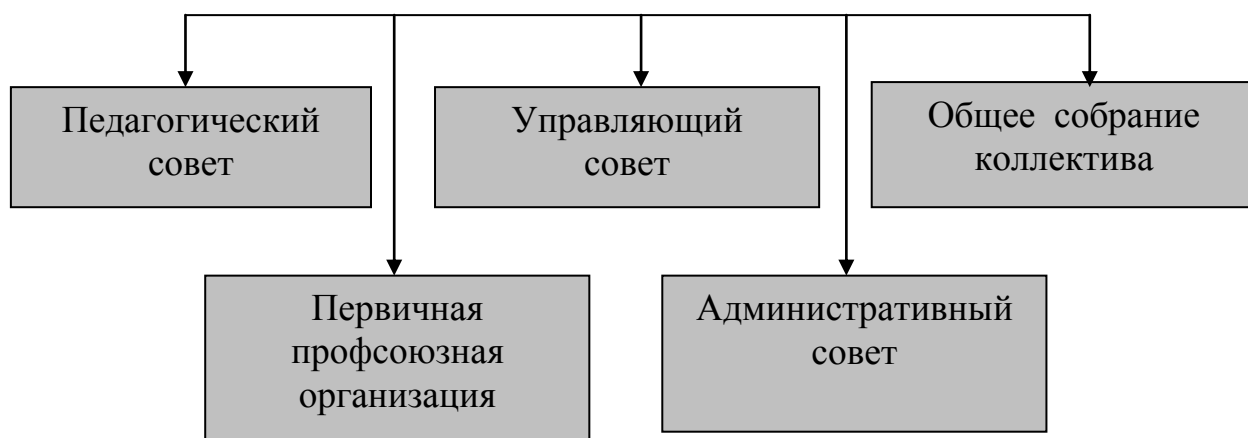 Педагогический
совет
Управляющий
совет
Общее собрание
коллектива
Первичная
профсоюзная
организация
Административный
совет